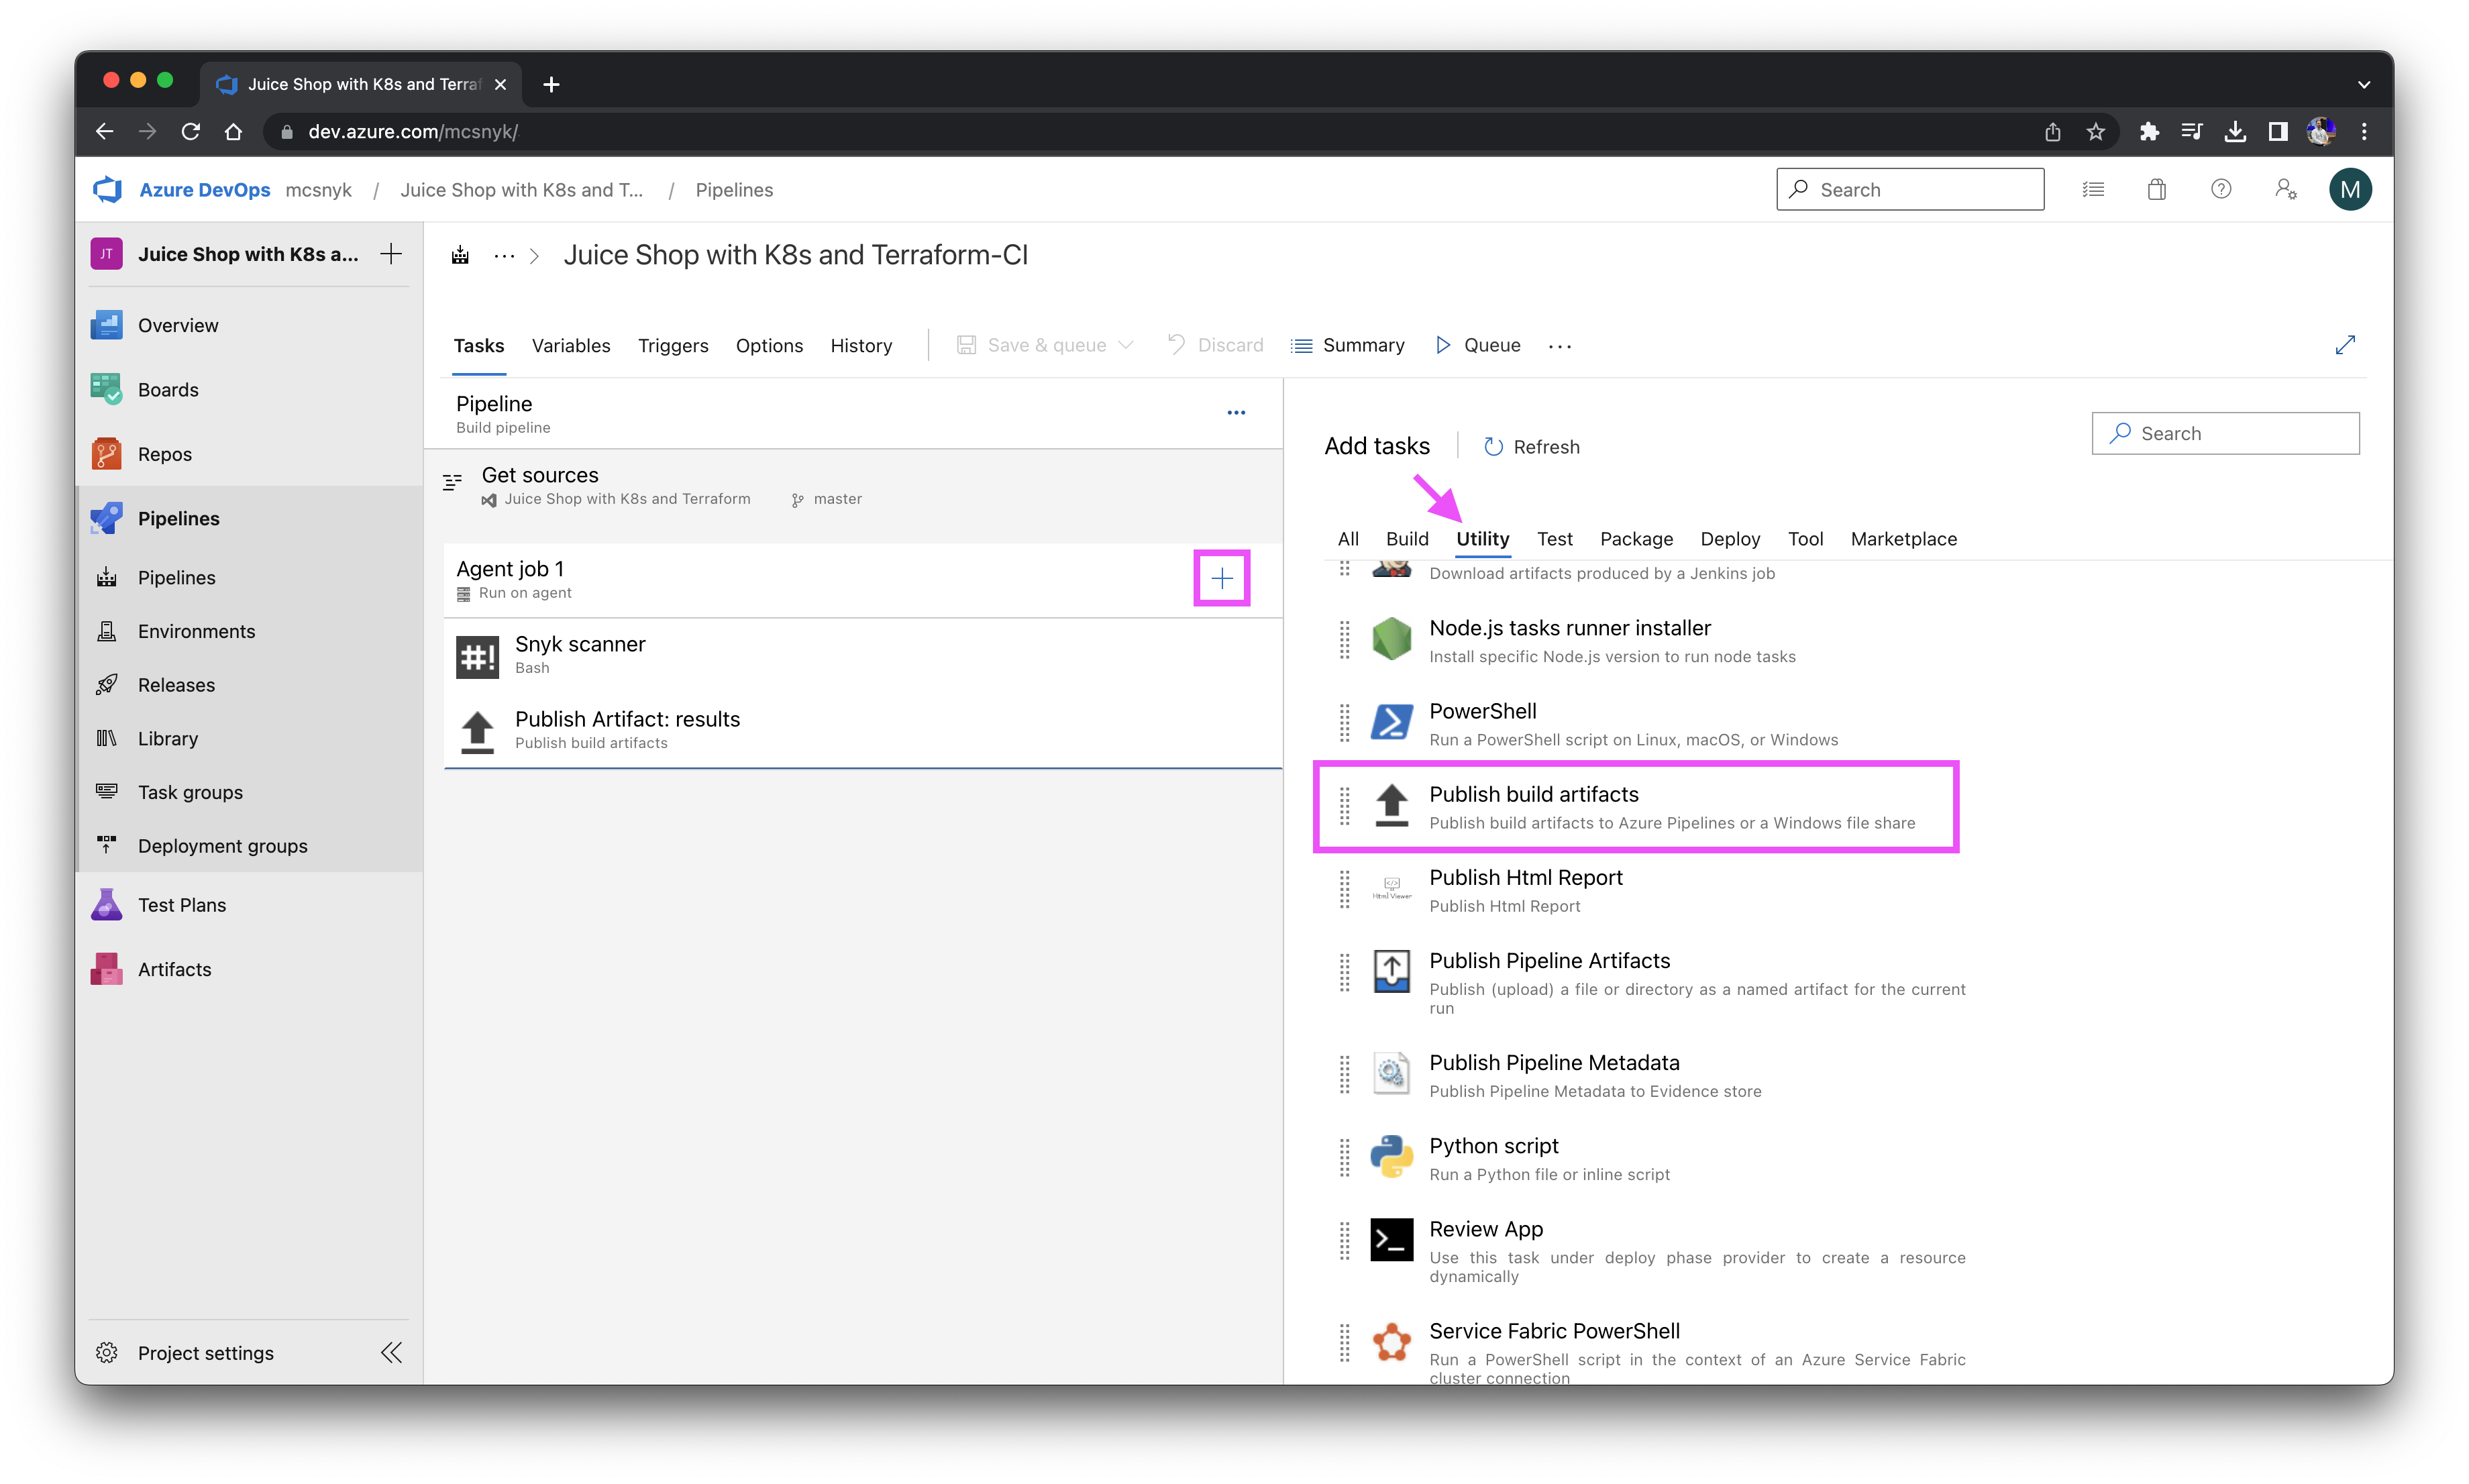 Juice Shop with K8s and Terraf
dev.azure.com/mcsnyk/
Azure DevOps mcsnyk / Juice Shop with K8s and T... / Pipelines
Search
M
JT Juice Shop with K8s a...
Overview
Boards
Repos
Pipelines
Pipelines
Environments
Releases
Library
Task groups
Deployment groups
Test Plans
Artifacts
Project settings
... > Juice Shop with K8s and Terraform-CI
Tasks Variables Triggers Options History Save & queue Discard Summary Queue ...
Pipeline
Build pipeline
Get sources
Juice Shop with K8s and Terraform master
Agent job 1
Run on agent
#! Snyk scanner
Bash
Publish Artifact: results
Publish build artifacts
Add tasks Refresh
Search
All Build Utility Test Package Deploy Tool Marketplace
Download artifacts produced by a Jenkins job
Node.js tasks runner installer
Install specific Node.js version to run node tasks
PowerShell
Run a PowerShell script on Linux, macOS, or Windows
Publish build artifacts
Publish build artifacts to Azure Pipelines or a Windows file share
Publish Html Report
Html Viewer
Publish Html Report
Publish Pipeline Artifacts
Publish (upload) a file or directory as a named artifact for the current
run
Publish Pipeline Metadata
Publish Pipeline Metadata to Evidence store
Python script
Run a Python file or inline script
Review App
Use this task under deploy phase provider to create a resource
dynamically
Service Fabric PowerShell
Run a PowerShell script in the context of an Azure Service Fabric
cluster connection